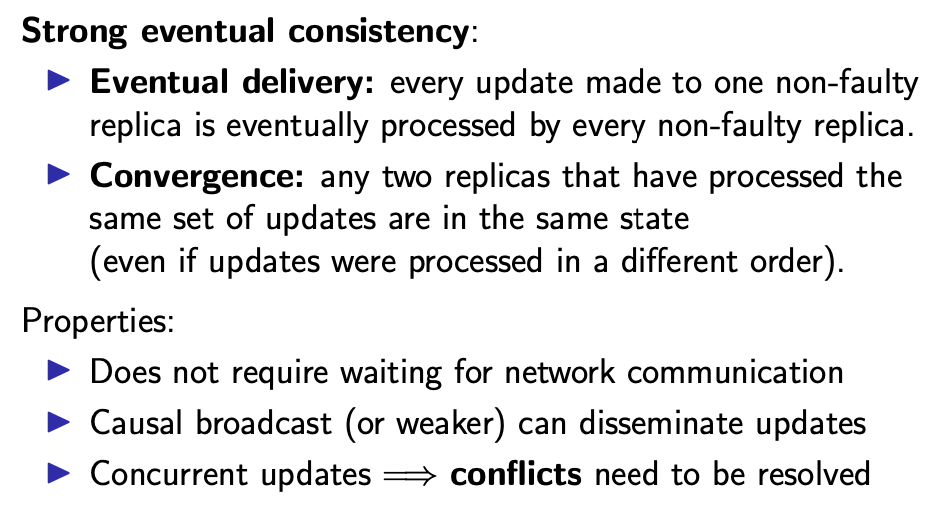 Strong eventual consistency:
▶ Eventual delivery: every update made to one non-faulty
replica is eventually processed by every non-faulty replica.
▶ Convergence: any two replicas that have processed the
same set of updates are in the same state
(even if updates were processed in a different order).
Properties:
▶ Does not require waiting for network communication
▶ Causal broadcast (or weaker) can disseminate updates
▶ Concurrent updates ⟹ conflicts need to be resolved